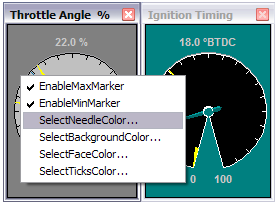 Throttle Angle %
Ignition Timing
22.0 %
18.0 °BTDC
EnableMaxMarker
EnableMinMarker
SelectNeedleColor...
SelectBackgroundColor...
SelectFaceColor...
SelectTicksColor...
0 100